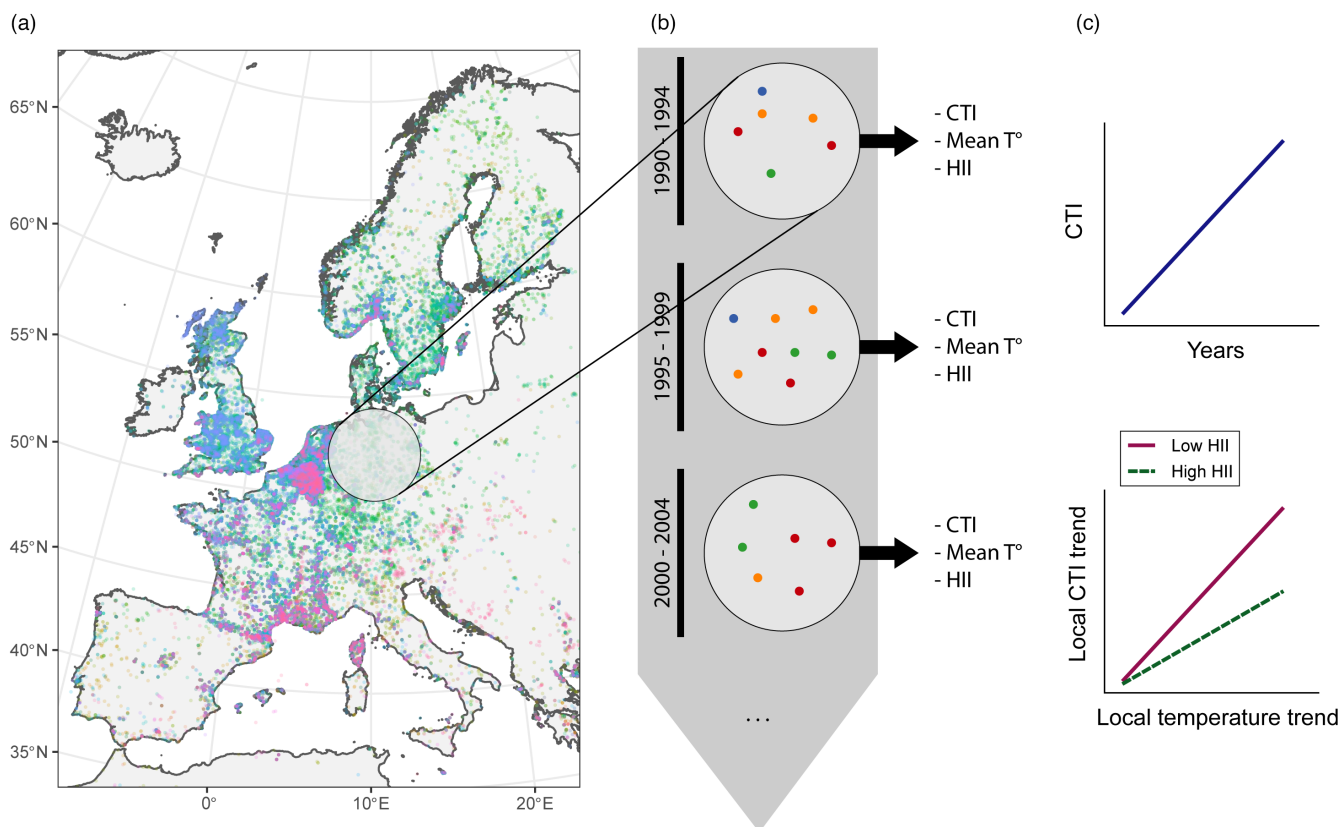 (a)
65°N
60°N
55°N
50°N
45°N
40°N
35°N
0°
10°E
20°E
(b)
1990 - 1994
- CTI
- Mean T°
- HII
1995 - 1999
- CTI
- Mean T°
- HII
2000 - 2004
- CTI
- Mean T°
- HII
...
(c)
CTI
Years
Low HII
High HII
Local CTI trend
Local temperature trend